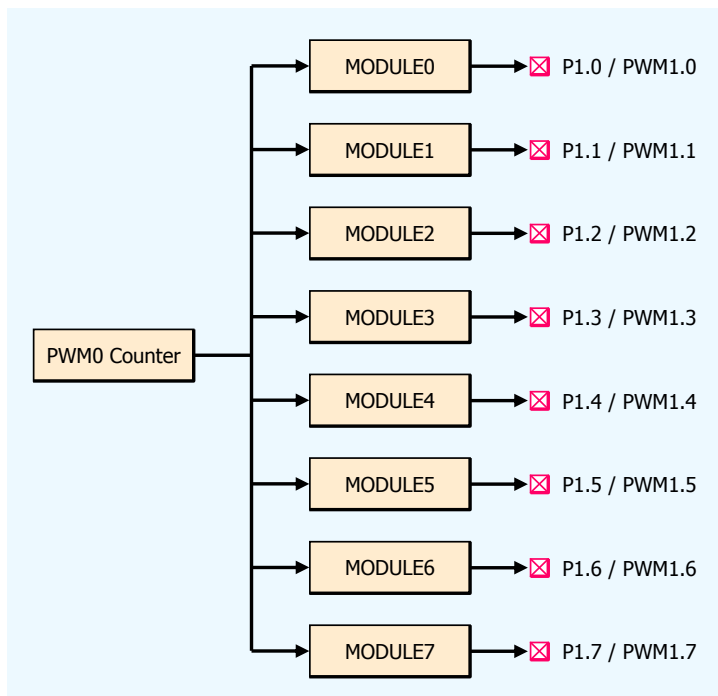 MODULE0
P1.0 / PWM1.0
MODULE1
P1.1 / PWM1.1
MODULE2
P1.2 / PWM1.2
MODULE3
P1.3 / PWM1.3
PWM0 Counter
MODULE4
P1.4 / PWM1.4
MODULE5
P1.5 / PWM1.5
MODULE6
P1.6 / PWM1.6
MODULE7
P1.7 / PWM1.7